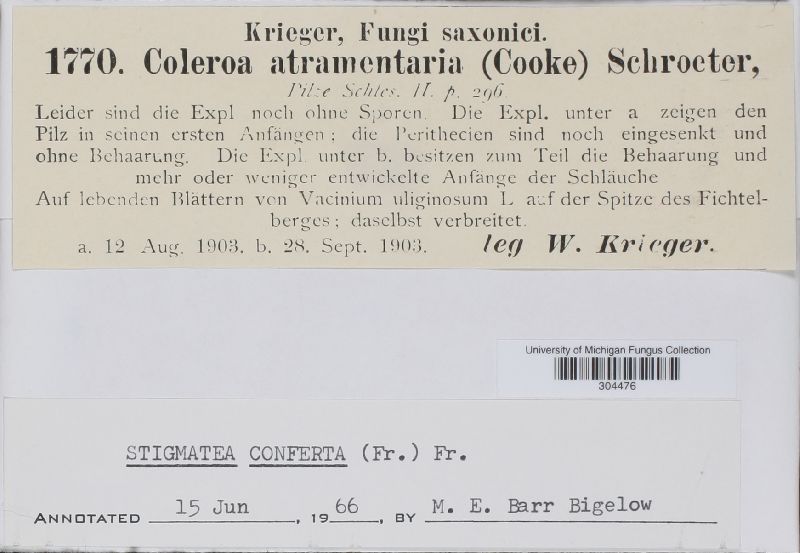 Krieger, Fungi saxonici.
1770. Coleroa atramentaria (Cooke) Schroeter,
Pilze Schles. II. p. 296.
Leider sind die Expl noch ohne Sporen. Die Expl. unter a zeigen den
Pilz in seinen ersten Anfängen; die Perithecien sind noch eingesenkt und
ohne Behaarung. Die Expl. unter b. besitzen zum Teil die Behaarung und
mehr oder weniger entwickelte Anfänge der Schläuche
Auf lebenden Blättern von Vacinium uliginosum L auf der Spitze des Fichtel-
berges; daselbst verbreitet.
a. 12 Aug. 1903. b. 28. Sept. 1903. leg W. Krieger.
University of Michigan Fungus Collection
304476
STIGMATEA CONFERTA (Fr.) Fr.
ANNOTATED 15 Jun, 1966, BY M. E. Barr Bigelow